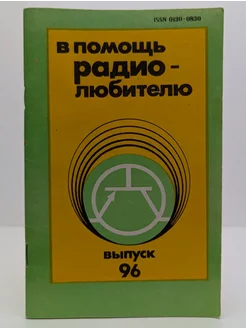 ISSN 0130-0830
в помощь
радио-
любителю
выпуск
96